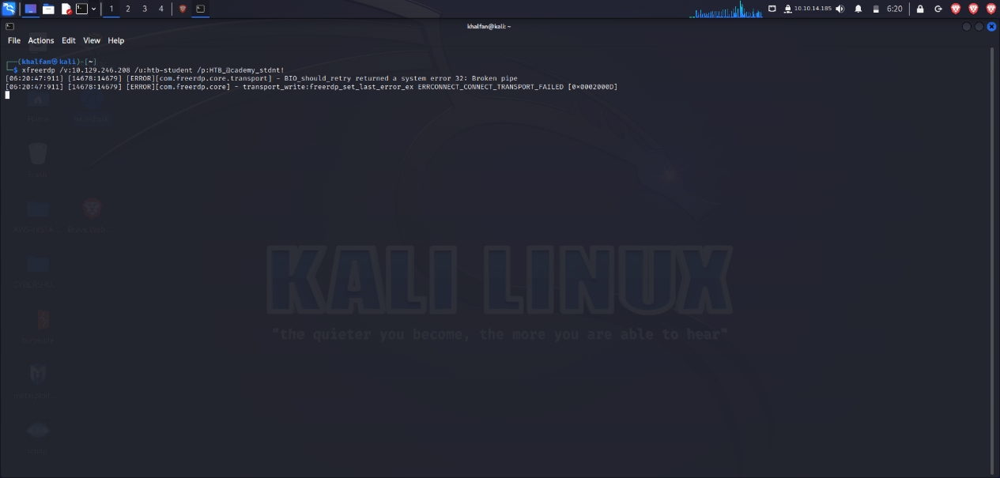 1 2 3 4 10.10.14.185 6:20
khalfan@kali: ~
File Actions Edit View Help
┌──(khalfan㉿kali)-[~]
└─$ xfreerdp /v:10.129.246.208 /u:htb-student /p:HTB_@cademy_stdnt!
[06:20:47:911] [14678:14679] [ERROR][com.freerdp.core.transport] - BIO_should_retry returned a system error 32: Broken pipe
[06:20:47:911] [14678:14679] [ERROR][com.freerdp.core] - transport_write:freerdp_set_last_error_ex ERRCONNECT_CONNECT_TRANSPORT_FAILED [0×0002000D]
Home
KALI LINUX
"the quieter you become, the more you are able to hear"